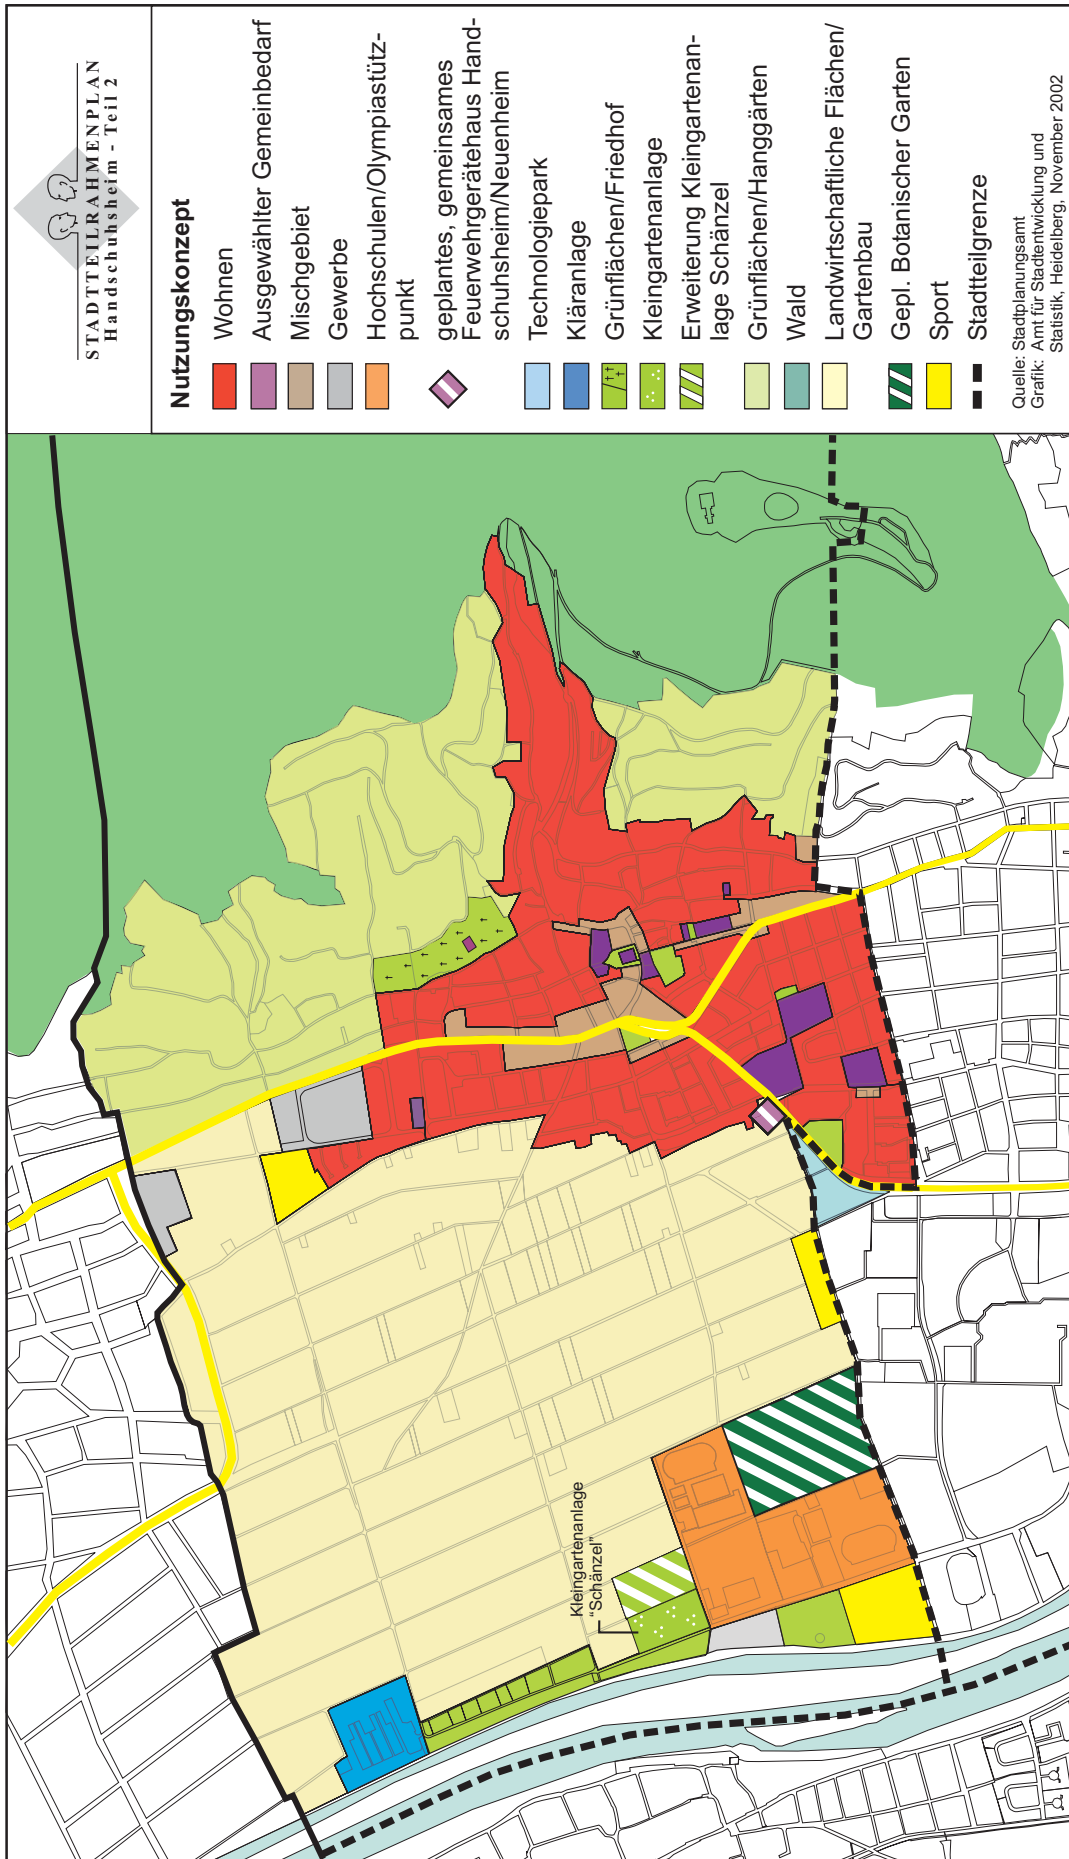 STADTTEILRAHMENPLAN
Handschuhsheim - Teil 2
Nutzungskonzept
Wohnen
Ausgewählter Gemeinbedarf
Mischgebiet
Gewerbe
Hochschulen/Olympiastütz-
punkt
geplantes, gemeinsames
Feuerwehrgerätehaus Hand-
schuhsheim/Neuenheim
Technologiepark
Kläranlage
Grünflächen/Friedhof
Kleingartenanlage
Erweiterung Kleingartenan-
lage Schänzel
Grünflächen/Hanggärten
Wald
Landwirtschaftliche Flächen/
Gartenbau
Gepl. Botanischer Garten
Sport
Stadtteilgrenze
Quelle: Stadtplanungsamt
Grafik: Amt für Stadtentwicklung und
Statistik, Heidelberg, November 2002
Kleingartenanlage
"Schänzel"